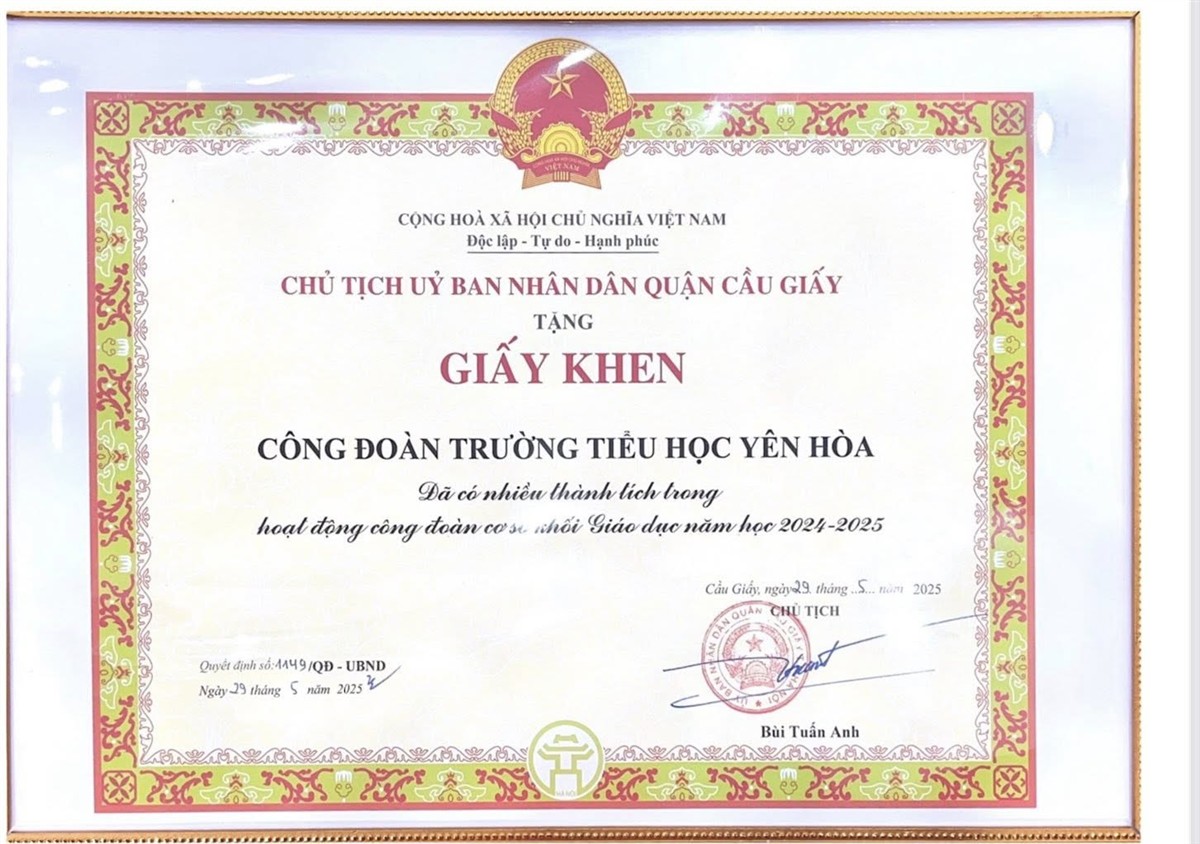 CỘNG HOÀ XÃ HỘI CHỦ NGHĨA VIỆT NAM
Độc lập - Tự do - Hạnh phúc
CHỦ TỊCH UỶ BAN NHÂN DÂN QUẬN CẦU GIẤY
TẶNG
GIẤY KHEN
CÔNG ĐOÀN TRƯỜNG TIỂU HỌC YÊN HÒA
Đã có nhiều thành tích trong
hoạt động công đoàn cơ sở khối Giáo dục năm học 2024-2025
Cầu Giấy, ngày 29 tháng 5 năm 2025
CHỦ TỊCH
Quyết định số: 1149/QĐ - UBND
Ngày 29 tháng 5 năm 2025
Bùi Tuấn Anh
VIỆT NAM
HÀ NỘI